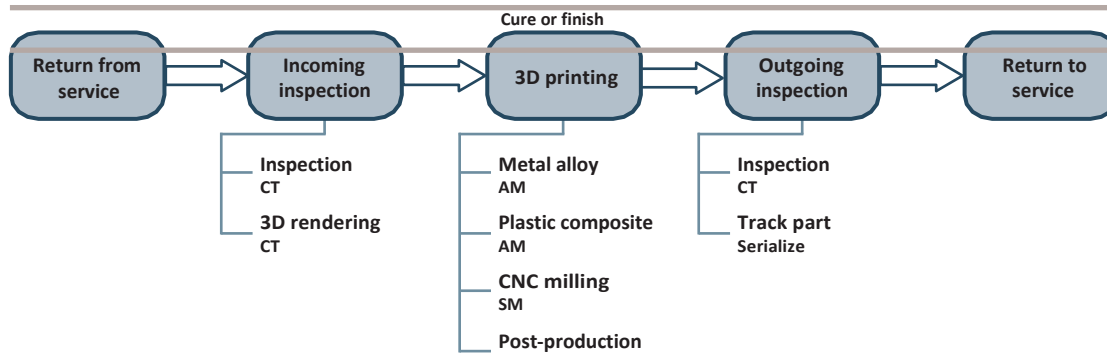 Cure or finish
Return from
service
Incoming
inspection
3D printing
Outgoing
inspection
Return to
service
Inspection
CT
3D rendering
CT
Metal alloy
AM
Plastic composite
AM
CNC milling
SM
Post-production
Inspection
CT
Track part
Serialize